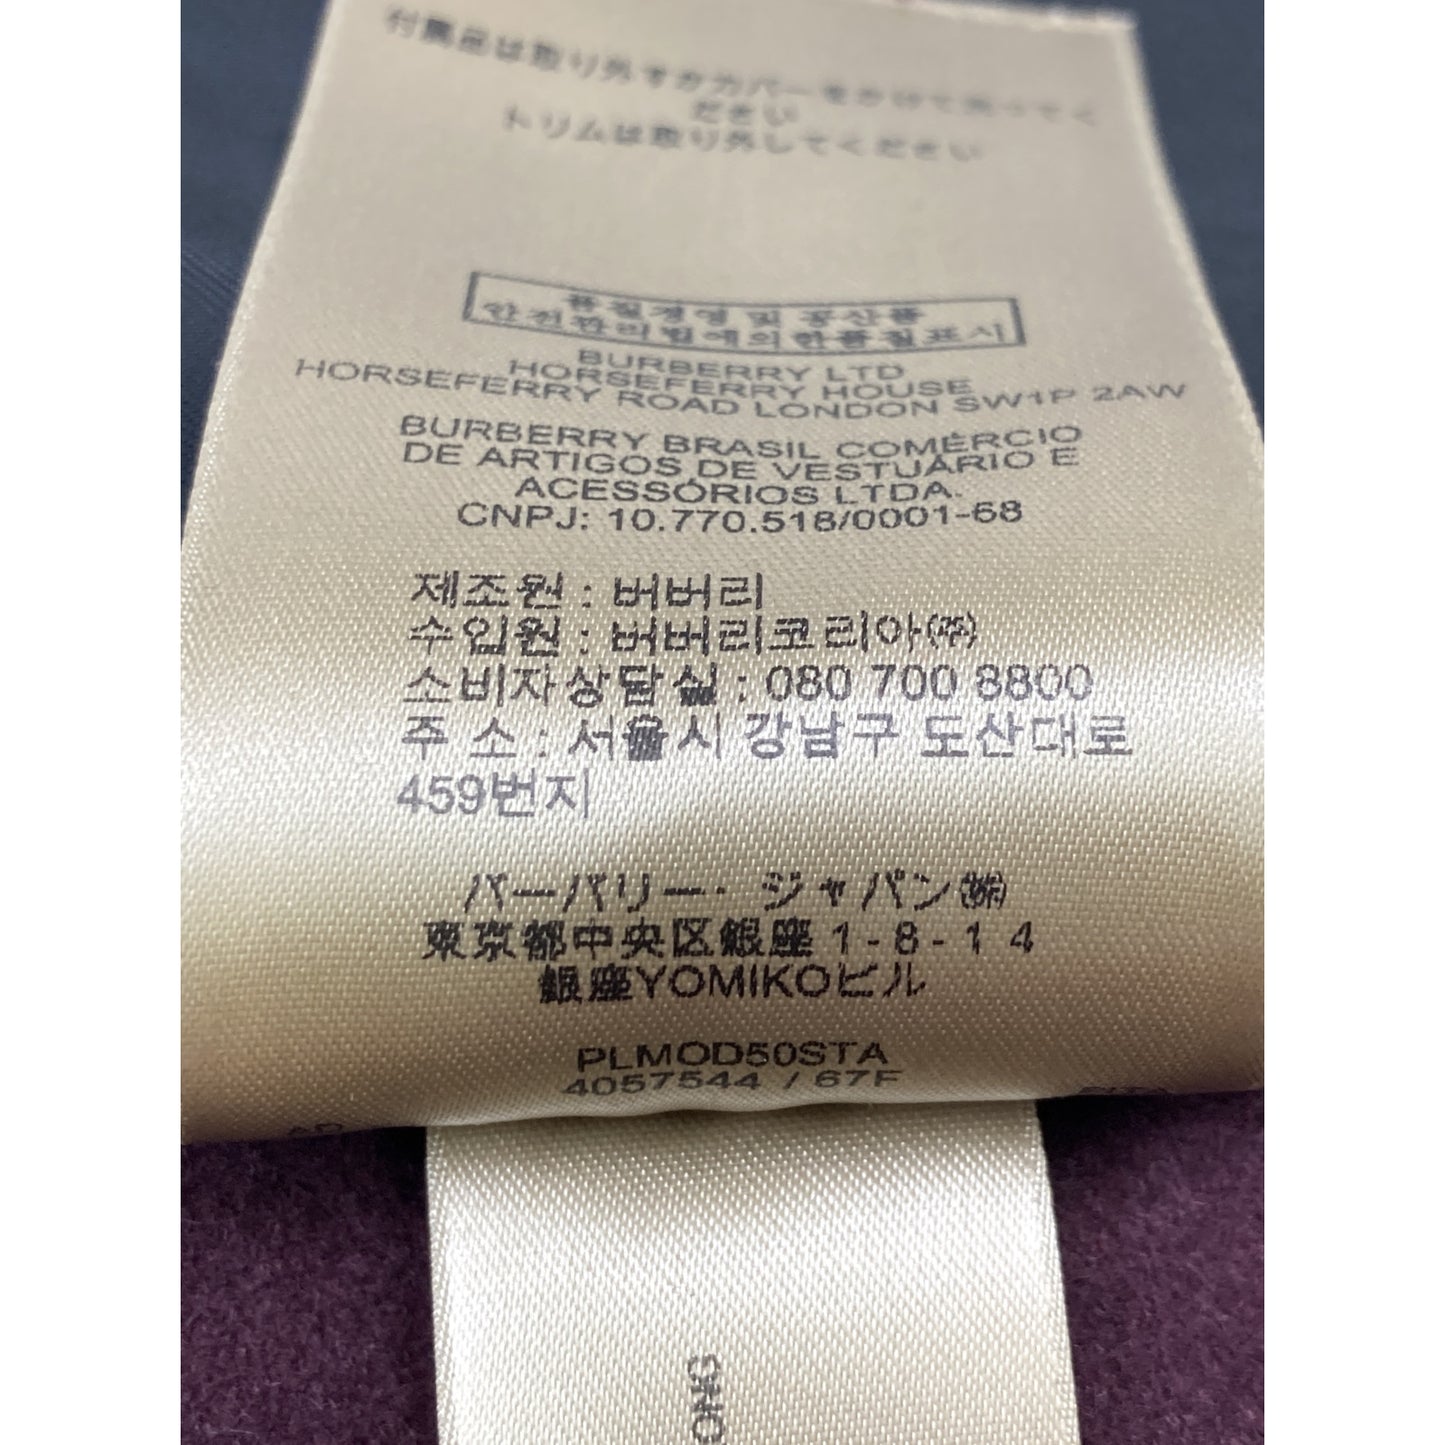 付属品は取り外すかカバーをかけて洗ってく
ださい
トリムは取り外してください
품질경영 및 공산품
안전관리법에의한품질표시
BURBERRY LTD
HORSEFERRY HOUSE
HORSEFERRY ROAD LONDON SW1P 2AW
BURBERRY BRASIL COMÉRCIO
DE ARTIGOS DE VESTUÁRIO E
ACESSÓRIOS LTDA.
CNPJ: 10.770.518/0001-68
제조원 : 버버리
수입원 : 버버리코리아㈜
소비자상담실 : 080 700 8800
주 소 : 서울시 강남구 도산대로
459번지
バーバリー・ジャパン㈱
東京都中央区銀座 1 - 8 - 1 4
銀座YOMIKOビル
PLMOD50STA
4057544 / 67F
AD
ONG